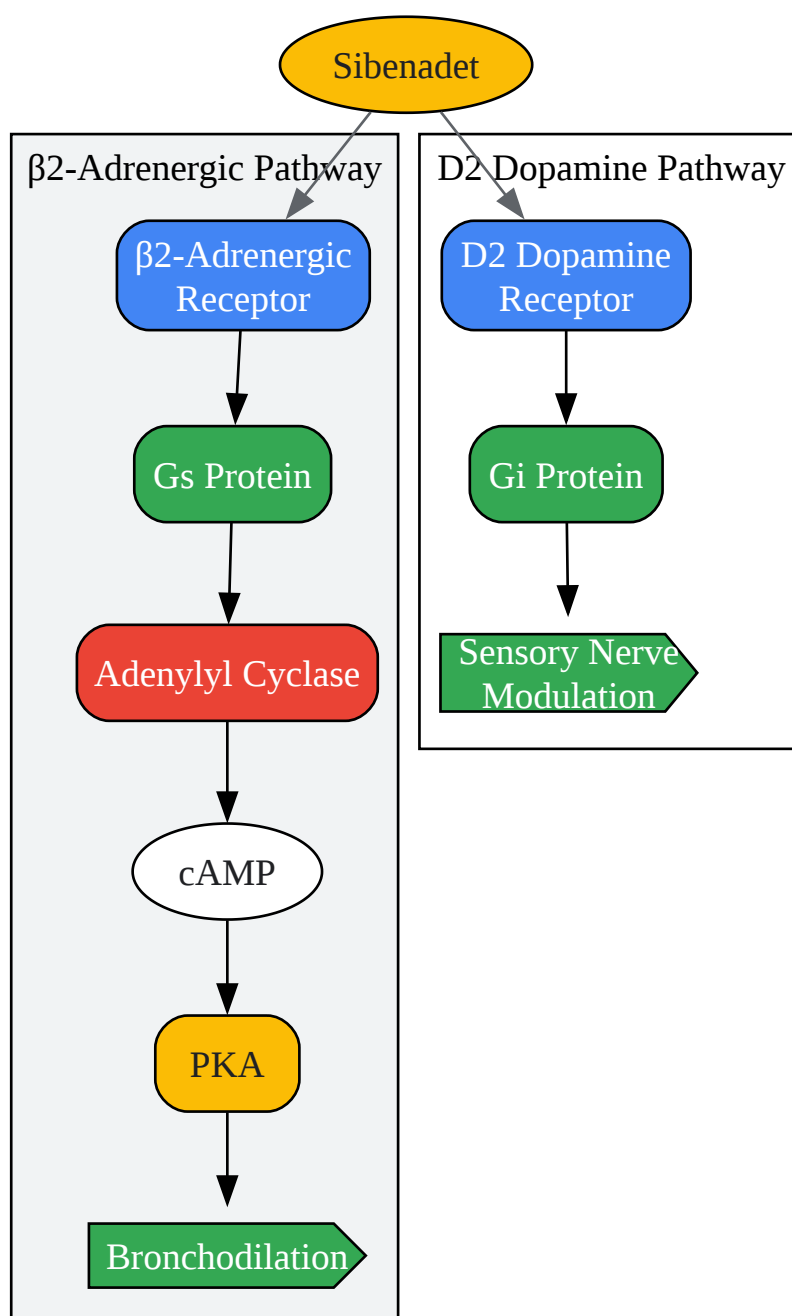 Sibenadet
β2-Adrenergic Pathway
β2-Adrenergic
Receptor
Gs Protein
Adenylyl Cyclase
cAMP
PKA
Bronchodilation
D2 Dopamine Pathway
D2 Dopamine
Receptor
Gi Protein
Sensory Nerve
Modulation